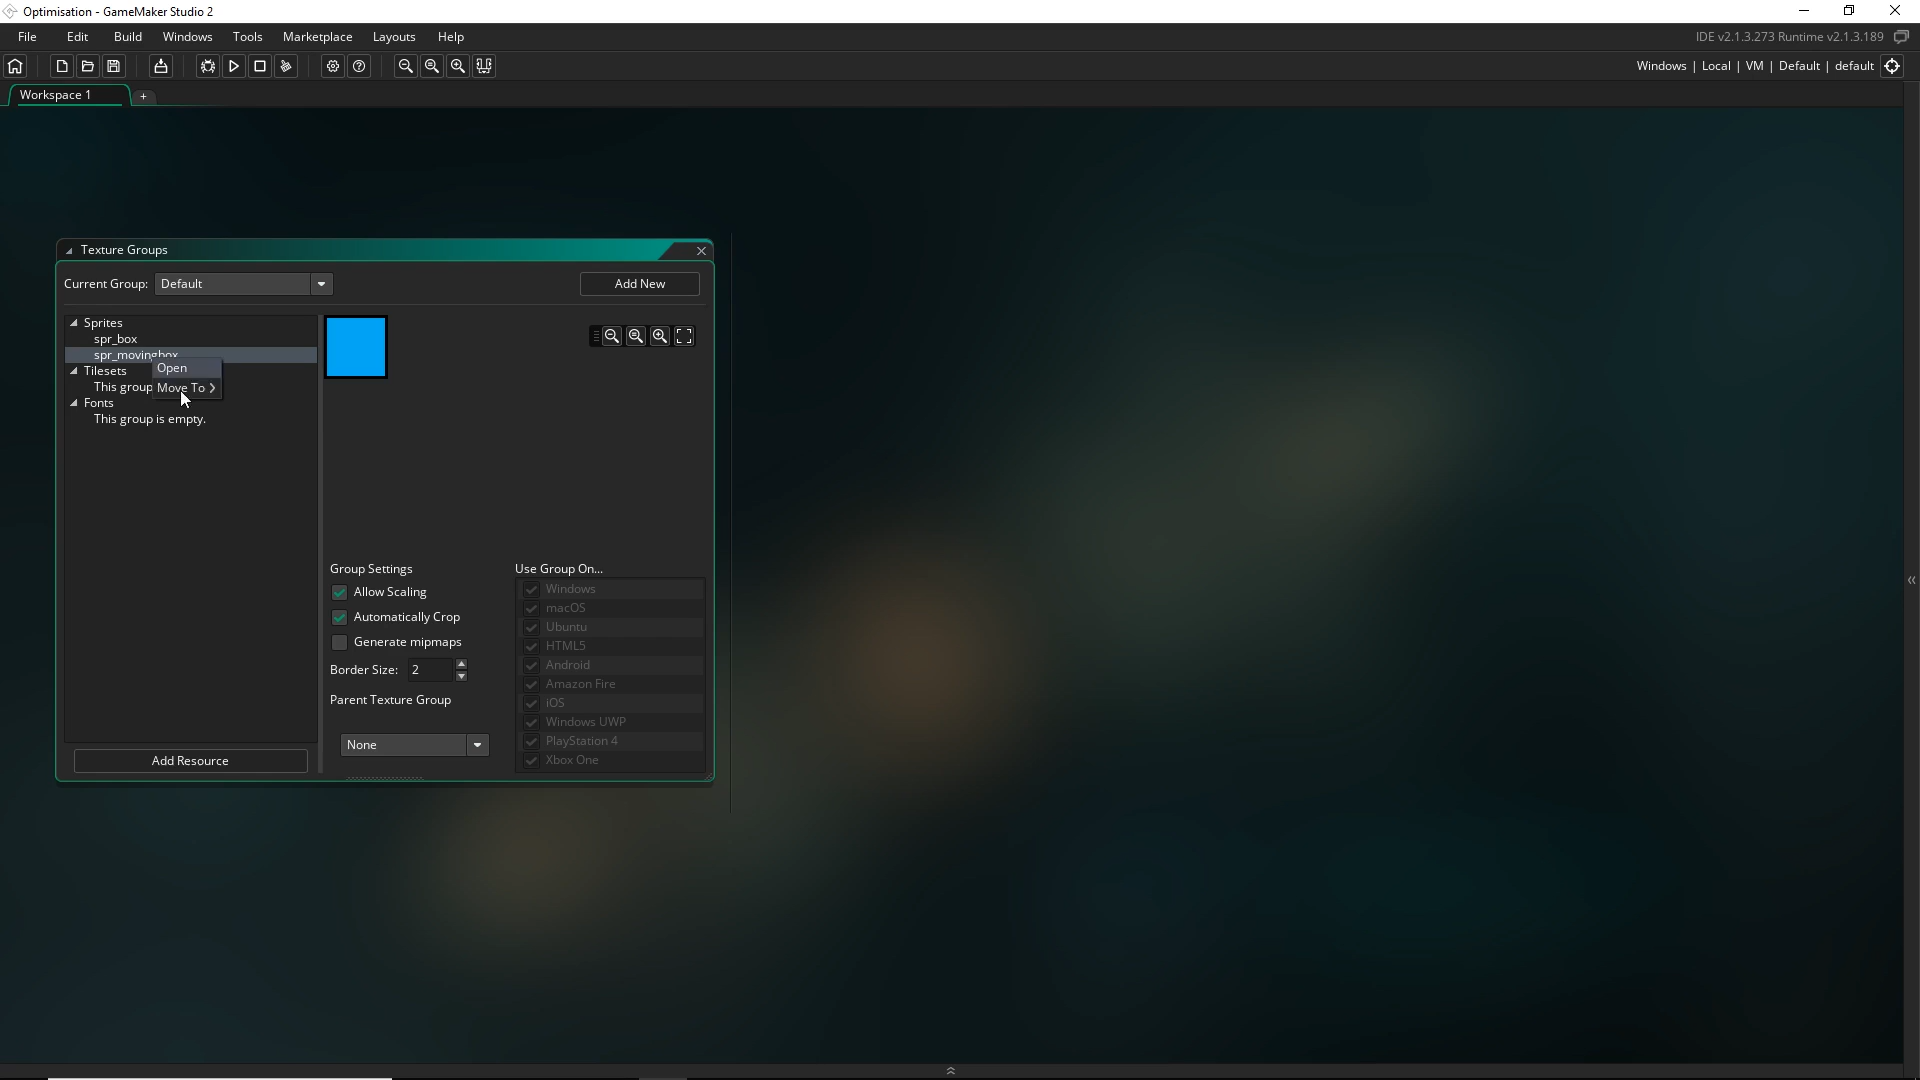 Optimisation - GameMaker Studio 2
File Edit Build Windows Tools Marketplace Layouts Help
IDE v2.1.3.273 Runtime v2.1.3.189
Windows | Local | VM | Default | default
Workspace 1 +
Texture Groups
Current Group: Default
Add New
Sprites
spr_box
spr_movingbox
Open
Tilesets
This group
Move To >
Fonts
This group is empty.
Group Settings
Allow Scaling
Automatically Crop
Generate mipmaps
Border Size: 2
Parent Texture Group
None
Use Group On...
Windows
macOS
Ubuntu
HTML5
Android
Amazon Fire
iOS
Windows UWP
PlayStation 4
Xbox One
Add Resource